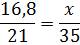 16,8/21 = x/35